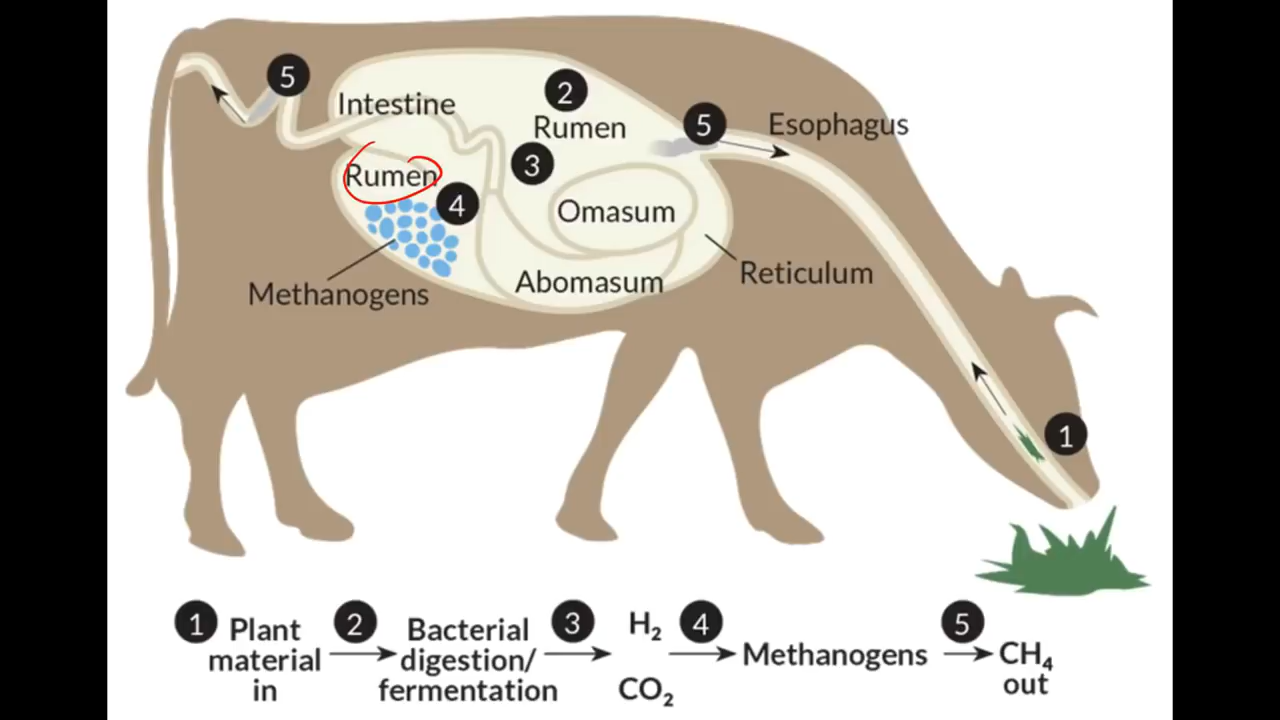 5
2
Intestine
Rumen
5
Esophagus
3
Rumen
4
Omasum
Methanogens
Abomasum
Reticulum
1
1 Plant
material
in
2
Bacterial
digestion/
fermentation
3
H₂
CO₂
4
Methanogens
5
CH₄
out